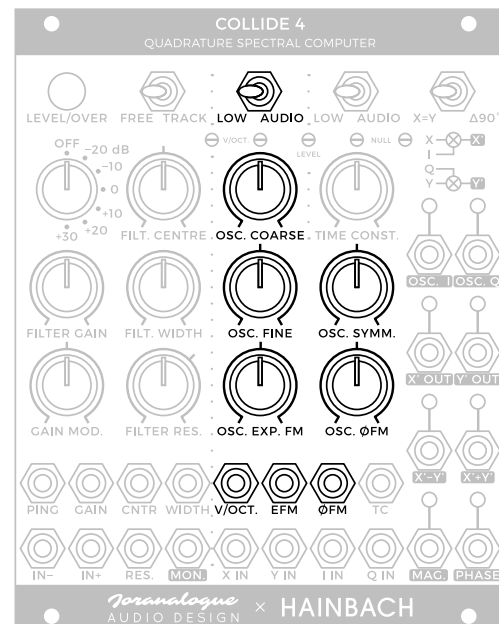 COLLIDE 4
QUADRATURE SPECTRAL COMPUTER
LEVEL/OVER FREE TRACK LOW AUDIO LOW AUDIO X=Y Δ90°
V/OCT. LEVEL NULL
OFF
-20 dB
-10
0
+10
+20
+30
X
I
X'
Q
Y
Y'
FILT. CENTRE OSC. COARSE TIME CONST.
OSC. I OSC. Q
FILTER GAIN FILT. WIDTH OSC. FINE OSC. SYMM.
X' OUT Y' OUT
GAIN MOD. FILTER RES. OSC. EXP. FM OSC. ØFM
X'-Y' X'+Y'
PING GAIN CNTR WIDTH V/OCT. EFM ØFM TC
IN- IN+ RES. MON. X IN Y IN I IN Q IN MAG. PHASE
Joranalogue × HAINBACH
AUDIO DESIGN